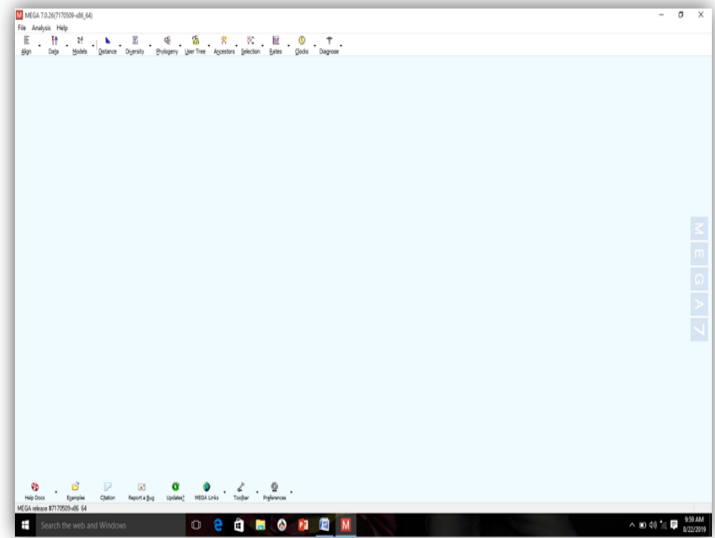 M MEGA 7.0.26(7170509-x86_64)
File Analysis Help
Align Data Models Distance Diversity Phylogeny User Tree Ancestors Selection Rates Clocks Diagnose
MEGA7
Help Docs Examples Citation Report a Bug Updates? MEGA Links Toolbar Preferences
MEGA release #7170509-x86_64
Search the web and Windows
9:59 AM
8/22/2019